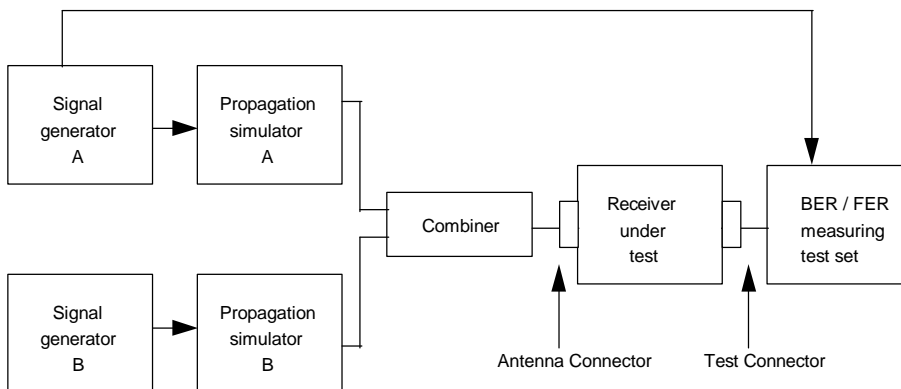 Signal
generator
A
Propagation
simulator
A
Combiner
Receiver
under
test
BER / FER
measuring
test set
Signal
generator
B
Propagation
simulator
B
Antenna Connector
Test Connector